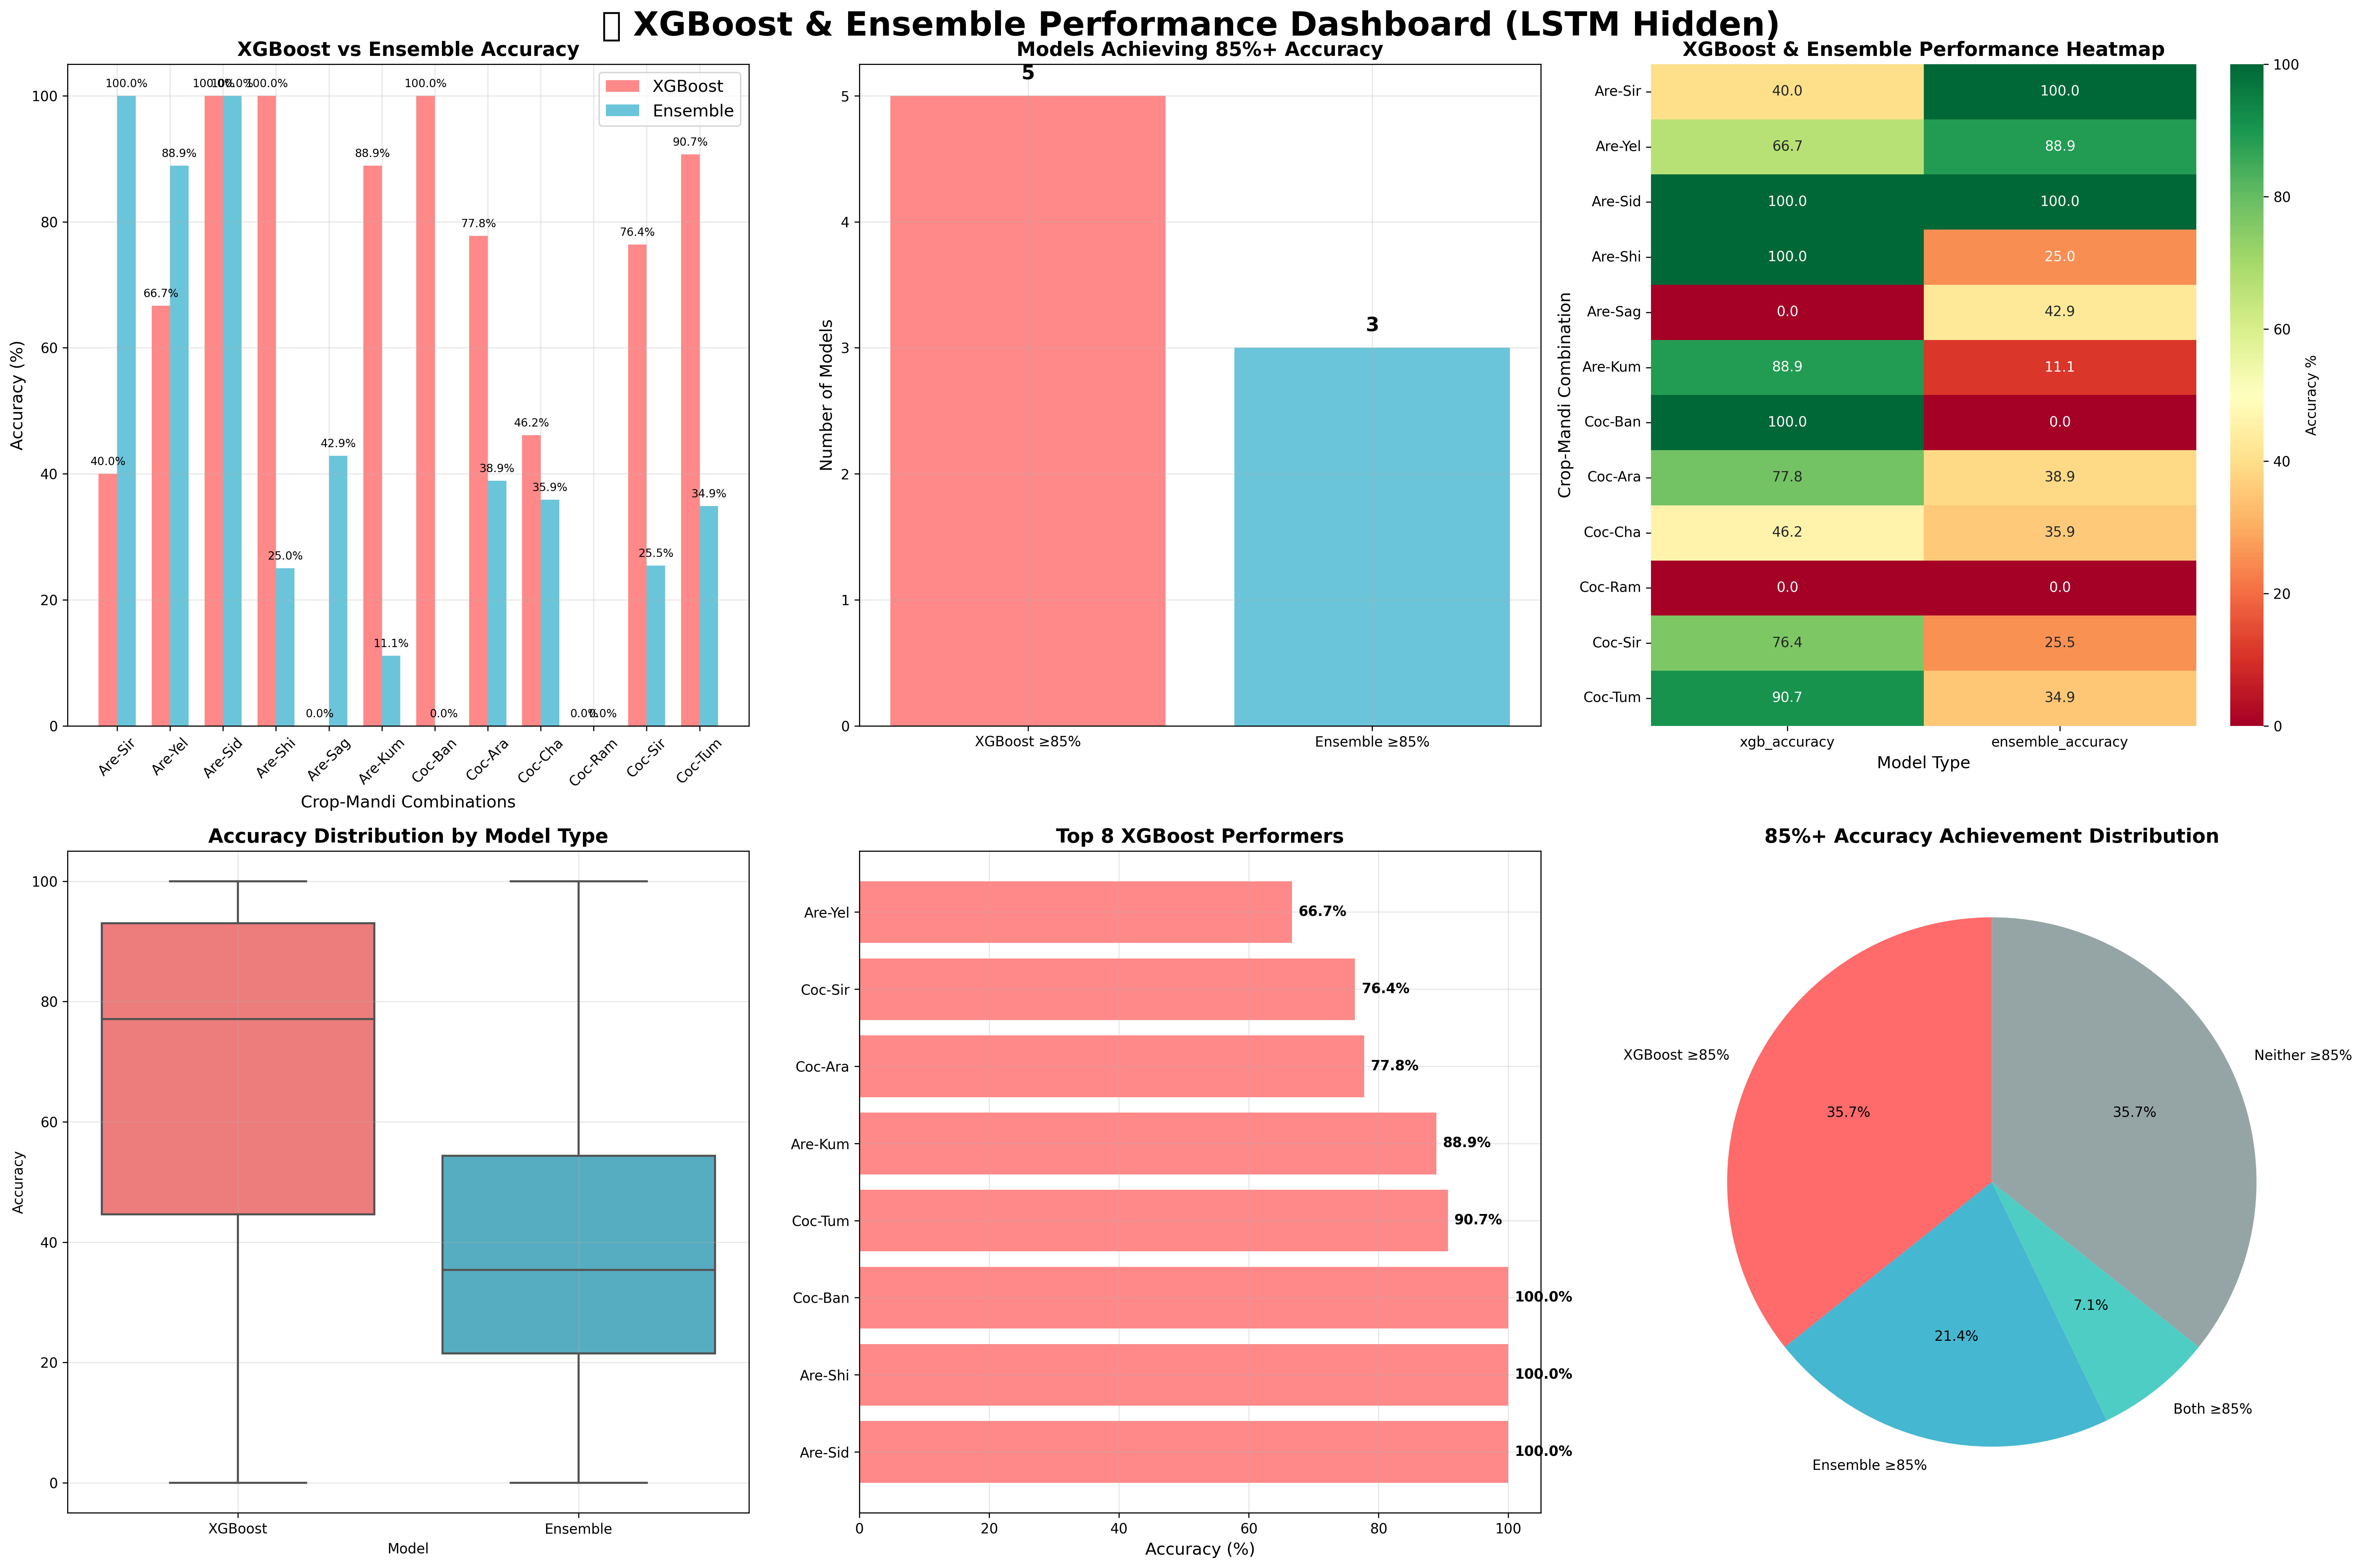 XGBoost & Ensemble Performance Dashboard (LSTM Hidden)
XGBoost vs Ensemble Accuracy
Accuracy (%)
100
80
60
40
20
0
XGBoost
Ensemble
40.0%
100.0%
66.7%
88.9%
100.0%
100.0%
100.0%
25.0%
0.0%
42.9%
88.9%
11.1%
100.0%
0.0%
77.8%
38.9%
46.2%
35.9%
0.0%
0.0%
76.4%
25.5%
90.7%
34.9%
Are-Sir
Are-Yel
Are-Sid
Are-Shi
Are-Sag
Are-Kum
Coc-Ban
Coc-Ara
Coc-Cha
Coc-Ram
Coc-Sir
Coc-Tum
Crop-Mandi Combinations
Models Achieving 85%+ Accuracy
Number of Models
5
4
3
2
1
0
5
3
XGBoost ≥85%
Ensemble ≥85%
XGBoost & Ensemble Performance Heatmap
Crop-Mandi Combination
Are-Sir 40.0 100.0
Are-Yel 66.7 88.9
Are-Sid 100.0 100.0
Are-Shi 100.0 25.0
Are-Sag 0.0 42.9
Are-Kum 88.9 11.1
Coc-Ban 100.0 0.0
Coc-Ara 77.8 38.9
Coc-Cha 46.2 35.9
Coc-Ram 0.0 0.0
Coc-Sir 76.4 25.5
Coc-Tum 90.7 34.9
xgb_accuracy
ensemble_accuracy
Model Type
100
80
60
40
20
0
Accuracy %
Accuracy Distribution by Model Type
Accuracy
100
80
60
40
20
0
XGBoost
Ensemble
Model
Top 8 XGBoost Performers
Are-Yel 66.7%
Coc-Sir 76.4%
Coc-Ara 77.8%
Are-Kum 88.9%
Coc-Tum 90.7%
Coc-Ban 100.0%
Are-Shi 100.0%
Are-Sid 100.0%
0 20 40 60 80 100
Accuracy (%)
85%+ Accuracy Achievement Distribution
XGBoost ≥85%
35.7%
Neither ≥85%
35.7%
Ensemble ≥85%
21.4%
Both ≥85%
7.1%